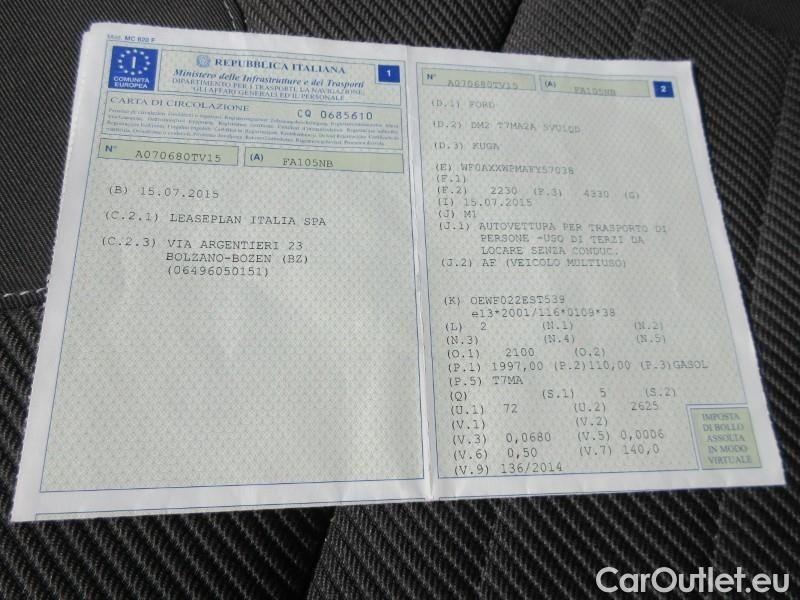 Mod. MC 820 F
I
COMUNITÀ
EUROPEA
REPUBBLICA ITALIANA
1
Ministero delle Infrastrutture e dei Trasporti
DIPARTIMENTO PER I TRASPORTI, LA NAVIGAZIONE,
GLI AFFARI GENERALI ED IL PERSONALE
CARTA DI CIRCOLAZIONE
CQ 0685610
N° A070680TV15 (A) FA105NB
(B) 15.07.2015
(C.2.1) LEASEPLAN ITALIA SPA
(C.2.3) VIA ARGENTIERI 23
BOLZANO-BOZEN (BZ)
(06496050151)
N° A070680TV15 (A) FA105NB 2
(D.1) FORD
(D.2) DM2 T7MA2A 5VU1QD
(D.3) KUGA
(E) WF0AXXWPMAFY57038
(F.1)
(F.2) 2230 (F.3) 4330 (G)
(I) 15.07.2015
(J) M1
(J.1) AUTOVETTURA PER TRASPORTO DI
PERSONE -USO DI TERZI DA
LOCARE SENZA CONDUC.
(J.2) AF (VEICOLO MULTIUSO)
(K) OEWF022EST539
e13*2001/116*0109*38
(L) 2 (N.1) (N.2)
(N.3) (N.4) (N.5)
(O.1) 2100 (O.2)
(P.1) 1997,00 (P.2)110,00 (P.3)GASOL
(P.5) T7MA
(Q) (S.1) 5 (S.2)
(U.1) 72 (U.2) 2625
(V.1) (V.2)
(V.3) 0,0680 (V.5) 0,0006
(V.6) 0,50 (V.7) 140,0
(V.9) 136/2014
IMPOSTA
DI BOLLO
ASSOLTA
IN MODO
VIRTUALE
CarOutlet.eu